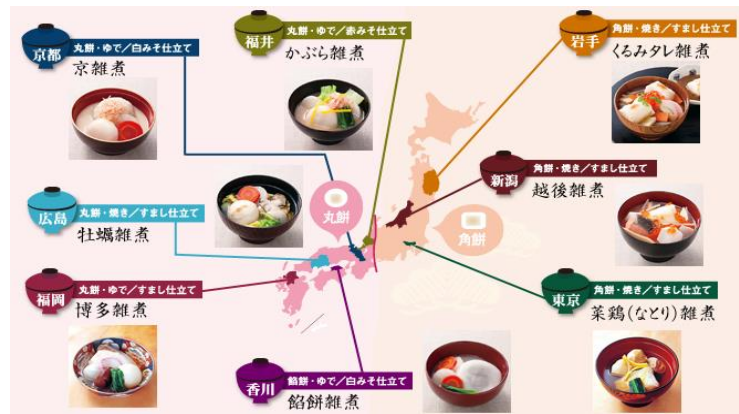 京都
丸餅・ゆで／白みそ仕立て
京雑煮
福井
丸餅・ゆで／赤みそ仕立て
かぶら雑煮
岩手
角餅・焼き／すまし仕立て
くるみタレ雑煮
新潟
角餅・焼き／すまし仕立て
越後雑煮
広島
丸餅・焼き／すまし仕立て
牡蠣雑煮
丸餅
角餅
福岡
丸餅・ゆで／すまし仕立て
博多雑煮
東京
角餅・焼き／すまし仕立て
菜鶏(なとり)雑煮
香川
餡餅・ゆで／白みそ仕立て
餡餅雑煮